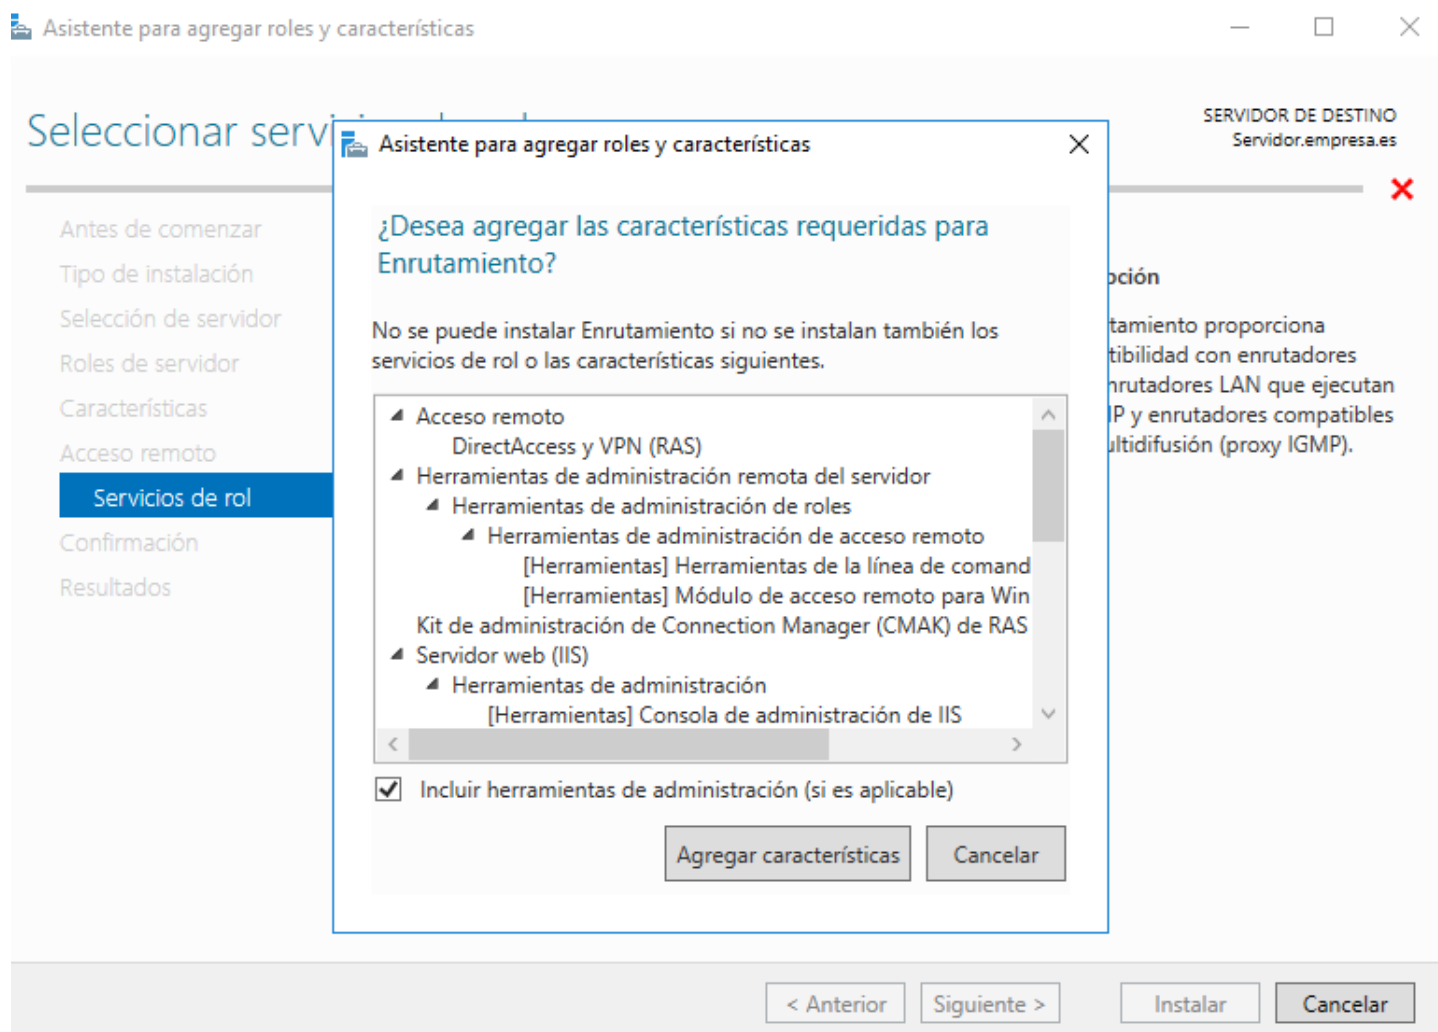 Asistente para agregar roles y características
Seleccionar servi
SERVIDOR DE DESTINO
Servidor.empresa.es
Antes de comenzar
Tipo de instalación
Selección de servidor
Roles de servidor
Características
Acceso remoto
Servicios de rol
Confirmación
Resultados
Asistente para agregar roles y características
¿Desea agregar las características requeridas para
Enrutamiento?
No se puede instalar Enrutamiento si no se instalan también los
servicios de rol o las características siguientes.
Acceso remoto
DirectAccess y VPN (RAS)
Herramientas de administración remota del servidor
Herramientas de administración de roles
Herramientas de administración de acceso remoto
[Herramientas] Herramientas de la línea de comand
[Herramientas] Módulo de acceso remoto para Win
Kit de administración de Connection Manager (CMAK) de RAS
Servidor web (IIS)
Herramientas de administración
[Herramientas] Consola de administración de IIS
Incluir herramientas de administración (si es aplicable)
Agregar características
Cancelar
pción
tamiento proporciona
tibilidad con enrutadores
nrutadores LAN que ejecutan
IP y enrutadores compatibles
ultidifusión (proxy IGMP).
< Anterior
Siguiente >
Instalar
Cancelar